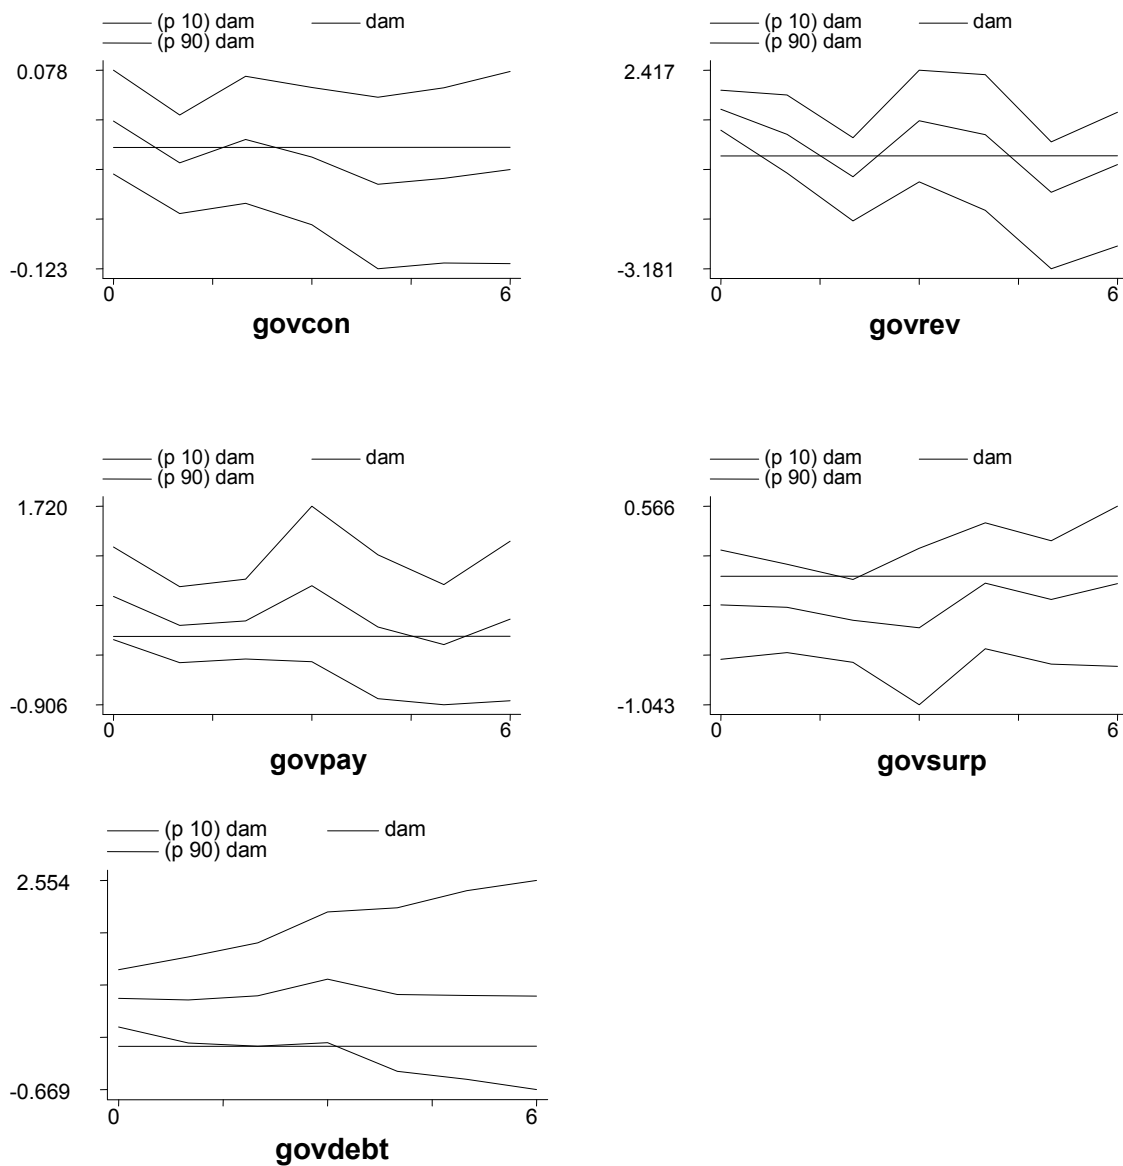 (p 10) dam dam
(p 90) dam
0.078
-0.123
0 6
govcon
(p 10) dam dam
(p 90) dam
2.417
-3.181
0 6
govrev
(p 10) dam dam
(p 90) dam
1.720
-0.906
0 6
govpay
(p 10) dam dam
(p 90) dam
0.566
-1.043
0 6
govsurp
(p 10) dam dam
(p 90) dam
2.554
-0.669
0 6
govdebt